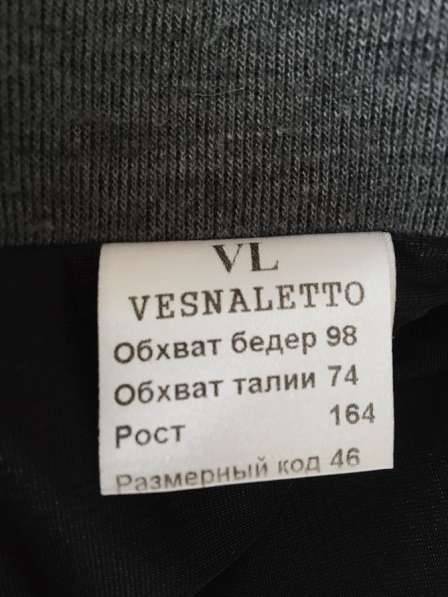 VL
VESNALETTO
Обхват бедер 98
Обхват талии 74
Рост 164
Размерный код 46